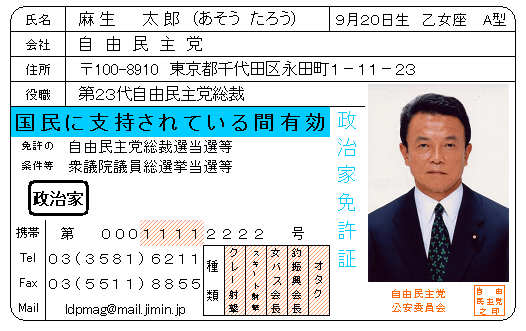 氏名 麻生 太郎 (あそう たろう) 9月20日生 乙女座 A型
会社 自由民主党
住所 〒100-8910 東京都千代田区永田町1-11-23
役職 第23代自由民主党総裁
国民に支持されている間有効
免許の 自由民主党総裁選当選等
条件等 衆議院議員総選挙当選等
政治家
政治家免許証
携帯 第 00011112222 号
Tel 03(3581)6211
Fax 03(5511)8855
Mail ldpmag@mail.jimin.jp
種類
クレー射撃
スキート射撃
女バス会長
釣振興会長
オタク
自由民主党
公安委員会
自由
民主党
之印